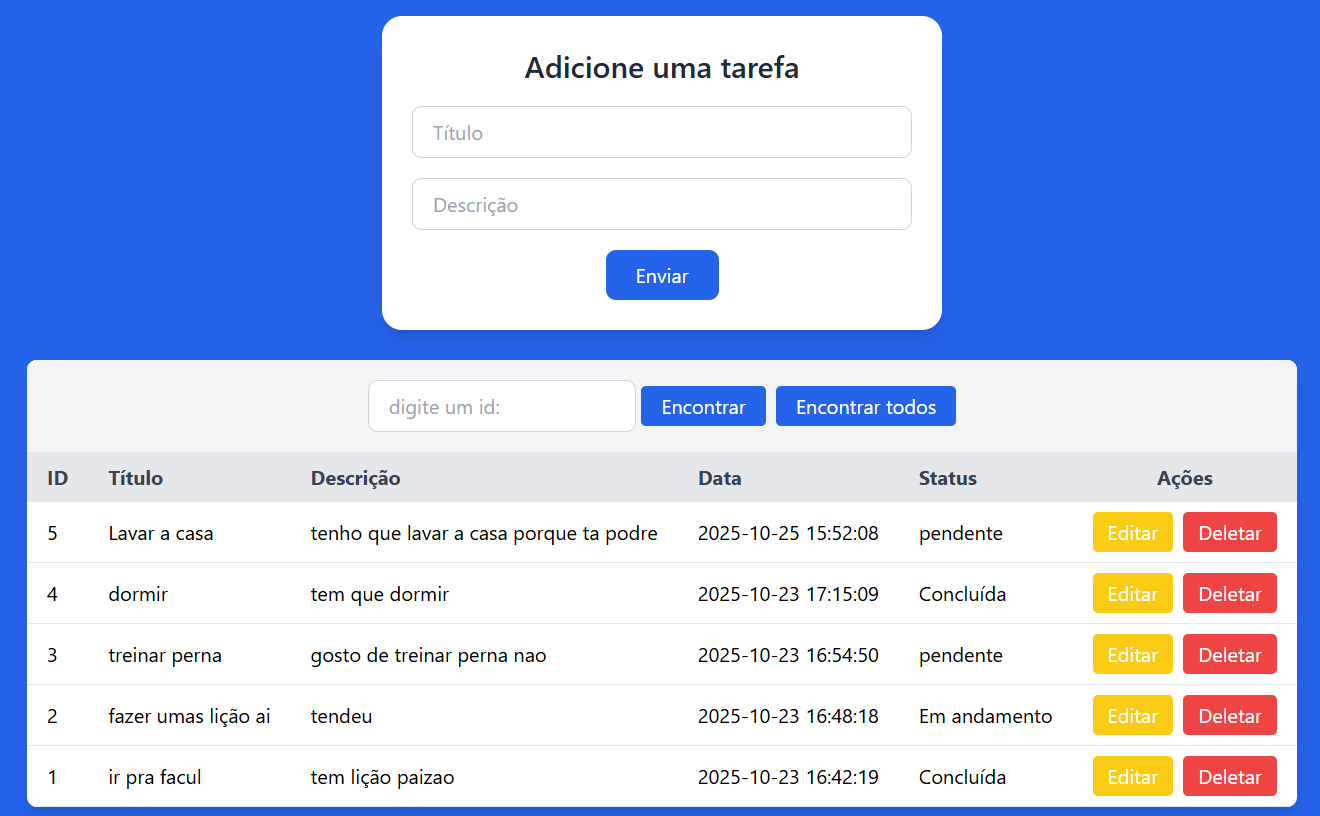 Adicione uma tarefa
Título
Descrição
Enviar
digite um id: Encontrar Encontrar todos
ID Título Descrição Data Status Ações
5 Lavar a casa tenho que lavar a casa porque ta podre 2025-10-25 15:52:08 pendente Editar Deletar
4 dormir tem que dormir 2025-10-23 17:15:09 Concluída Editar Deletar
3 treinar perna gosto de treinar perna nao 2025-10-23 16:54:50 pendente Editar Deletar
2 fazer umas lição ai tendeu 2025-10-23 16:48:18 Em andamento Editar Deletar
1 ir pra facul tem lição paizao 2025-10-23 16:42:19 Concluída Editar Deletar